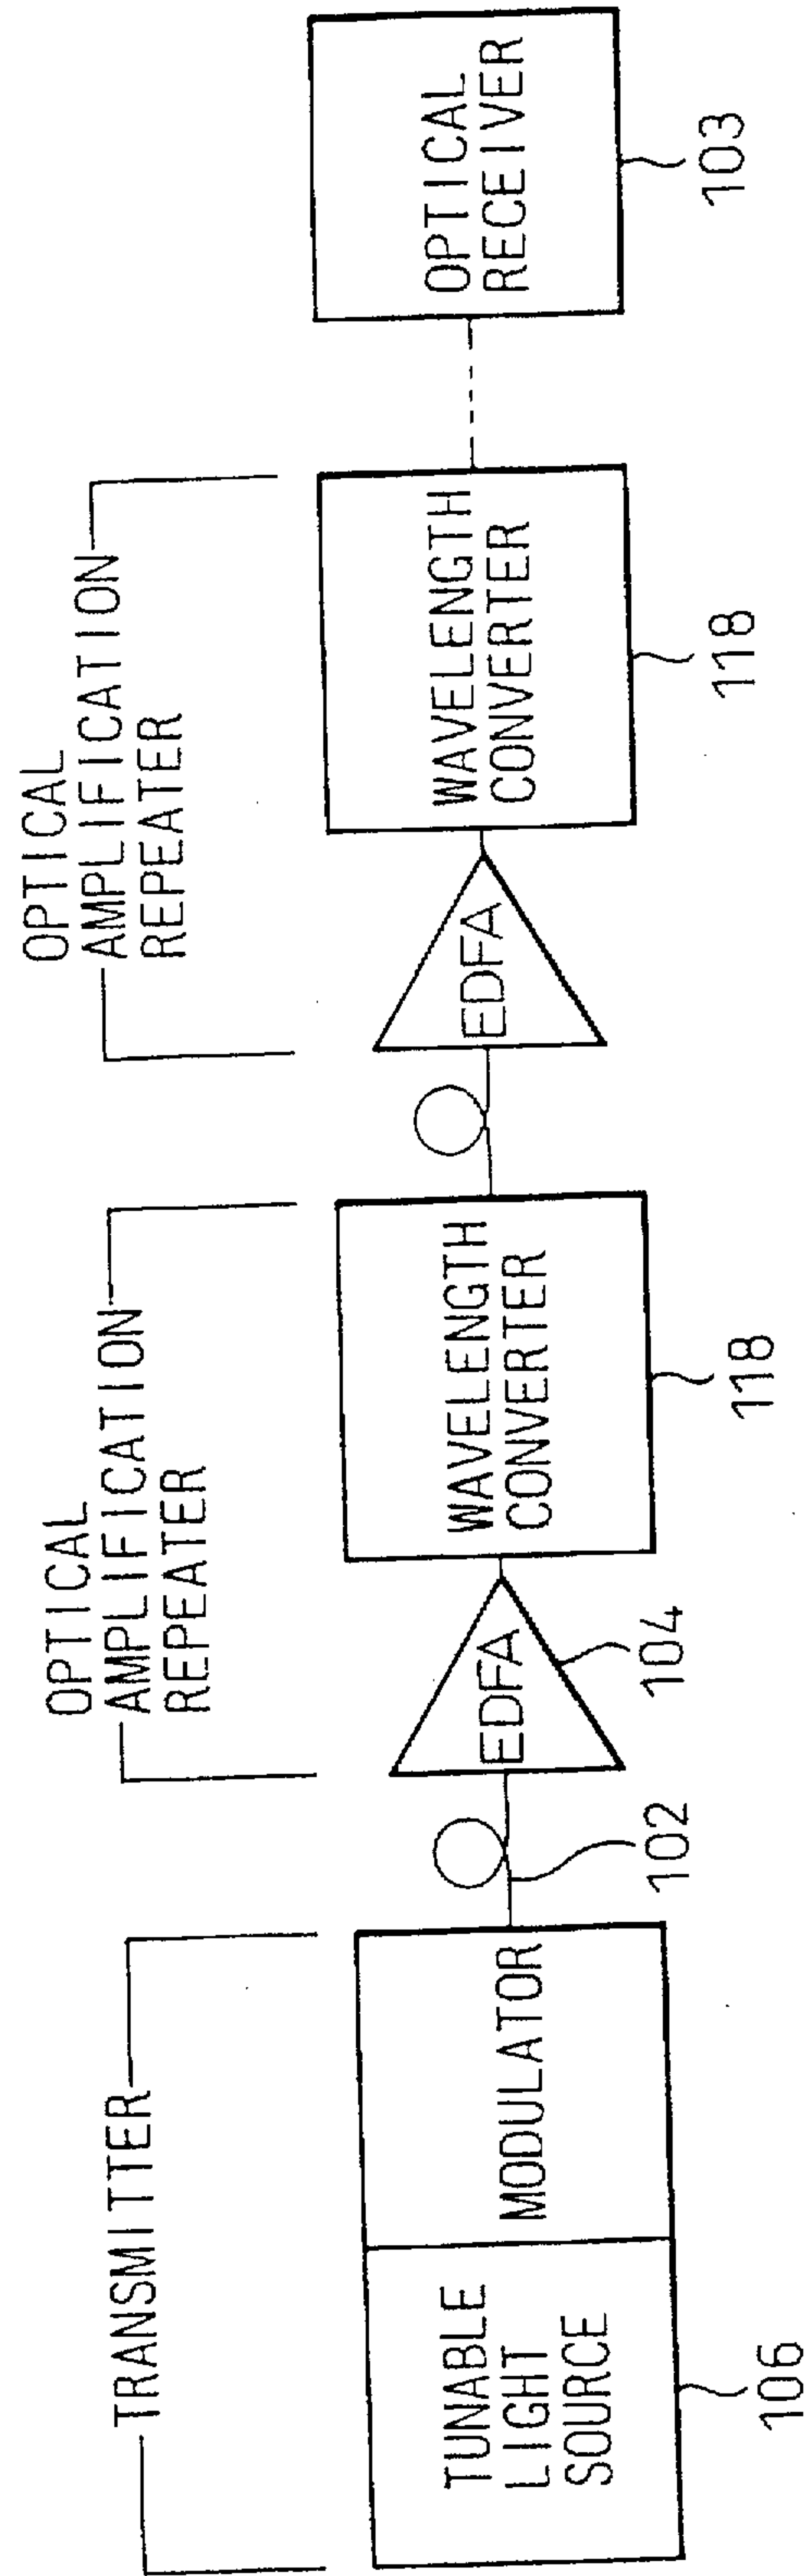 TRANSMITTER
TUNABLE
LIGHT
SOURCE
106
MODULATOR
102
OPTICAL
AMPLIFICATION
REPEATER
EDFA
104
WAVELENGTH
CONVERTER
118
OPTICAL
AMPLIFICATION
REPEATER
EDFA
WAVELENGTH
CONVERTER
118
OPTICAL
RECEIVER
103